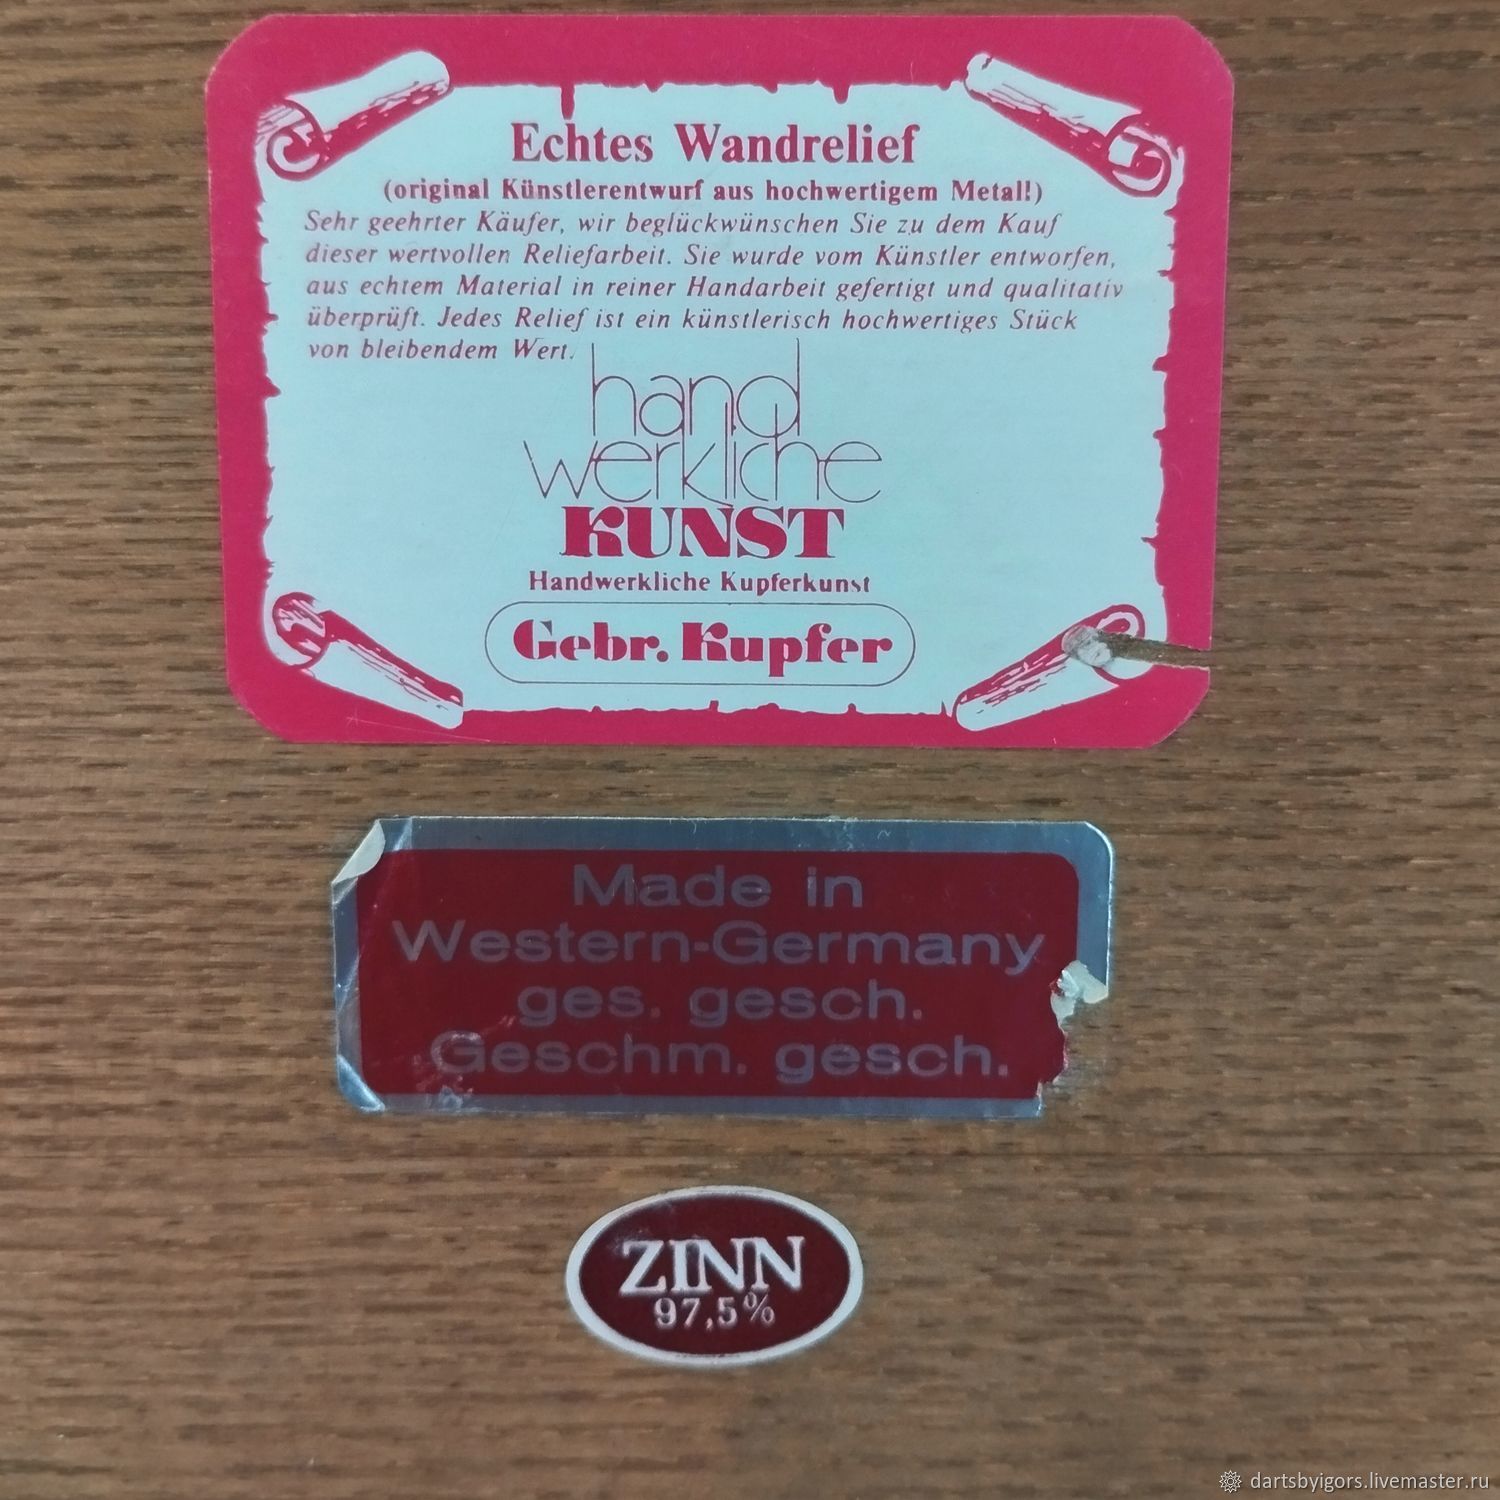 Echtes Wandrelief
(original Künstlerentwurf aus hochwertigem Metal!)
Sehr geehrter Käufer, wir beglückwünschen Sie zu dem Kauf
dieser wertvollen Reliefarbeit. Sie wurde vom Künstler entworfen,
aus echtem Material in reiner Handarbeit gefertigt und qualitativ
überprüft. Jedes Relief ist ein künstlerisch hochwertiges Stück
von bleibendem Wert.
hand
werkliche
KUNST
Handwerkliche Kupferkunst
Gebr. Kupfer
Made in
Western-Germany
ges. gesch.
Geschm. gesch.
ZINN
97,5%
dartsbyigors.livemaster.ru